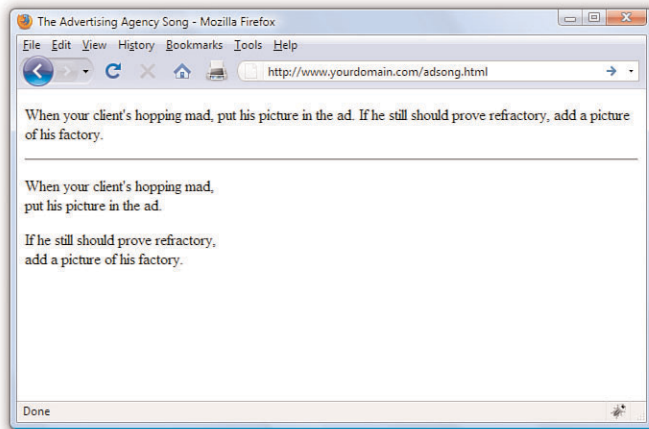 The Advertising Agency Song - Mozilla Firefox
File Edit View History Bookmarks Tools Help
http://www.yourdomain.com/adsong.html
When your client's hopping mad, put his picture in the ad. If he still should prove refractory, add a picture
of his factory.
When your client's hopping mad,
put his picture in the ad.
If he still should prove refractory,
add a picture of his factory.
Done